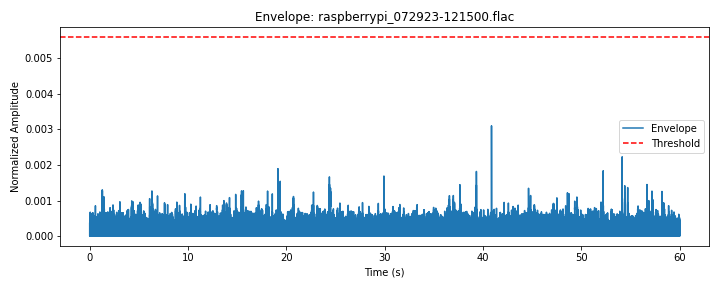 Envelope: raspberrypi_072923-121500.flac
Normalized Amplitude
0.005
0.004
0.003
0.002
0.001
0.000
Envelope
Threshold
0
10
20
30
40
50
60
Time (s)